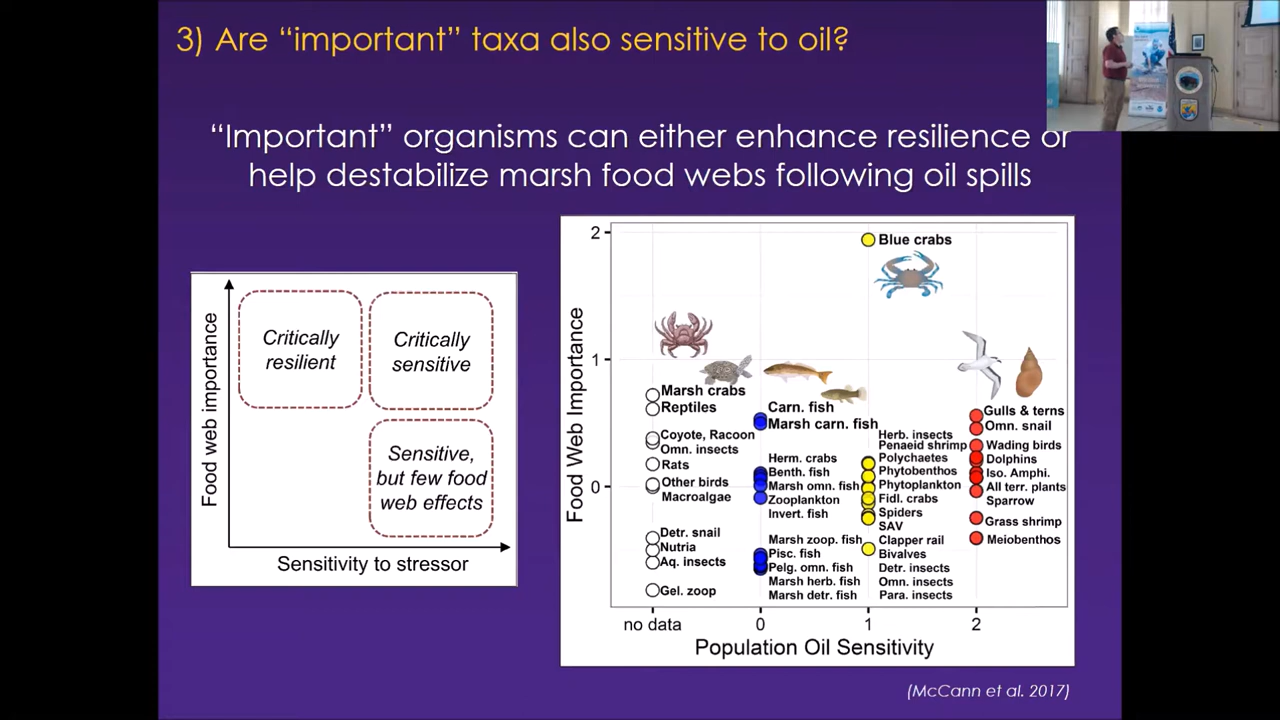 3) Are “important” taxa also sensitive to oil?
“Important” organisms can either enhance resilience or
help destabilize marsh food webs following oil spills
Food web importance
Critically
resilient
Critically
sensitive
Sensitive,
but few food
web effects
Sensitivity to stressor
Food Web Importance
2
1
0
Marsh crabs
Reptiles
Coyote, Racoon
Omn. insects
Rats
Other birds
Macroalgae
Detr. snail
Nutria
Aq. insects
Gel. zoop
Carn. fish
Marsh carn. fish
Herm. crabs
Benth. fish
Marsh omn. fish
Zooplankton
Invert. fish
Marsh zoop. fish
Pisc. fish
Pelg. omn. fish
Marsh herb. fish
Marsh detr. fish
Blue crabs
Herb. insects
Penaeid shrimp
Polychaetes
Phytobenthos
Phytoplankton
Fidl. crabs
Spiders
SAV
Clapper rail
Bivalves
Detr. insects
Omn. insects
Para. insects
Gulls & terns
Omn. snail
Wading birds
Dolphins
Iso. Amphi.
All terr. plants
Sparrow
Grass shrimp
Meiobenthos
no data
0
1
2
Population Oil Sensitivity
(McCann et al. 2017)